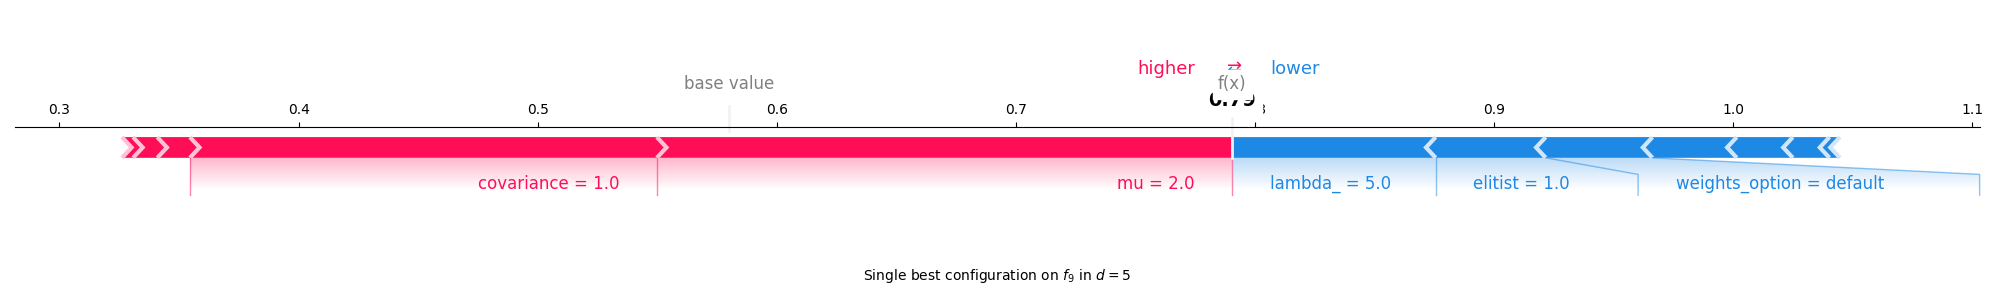 higher ⇄ lower
base value f(x)
0.3 0.4 0.5 0.6 0.7 0.79 0.9 1.0 1.1
covariance = 1.0 mu = 2.0 lambda_ = 5.0 elitist = 1.0 weights_option = default
Single best configuration on f₉ in d = 5